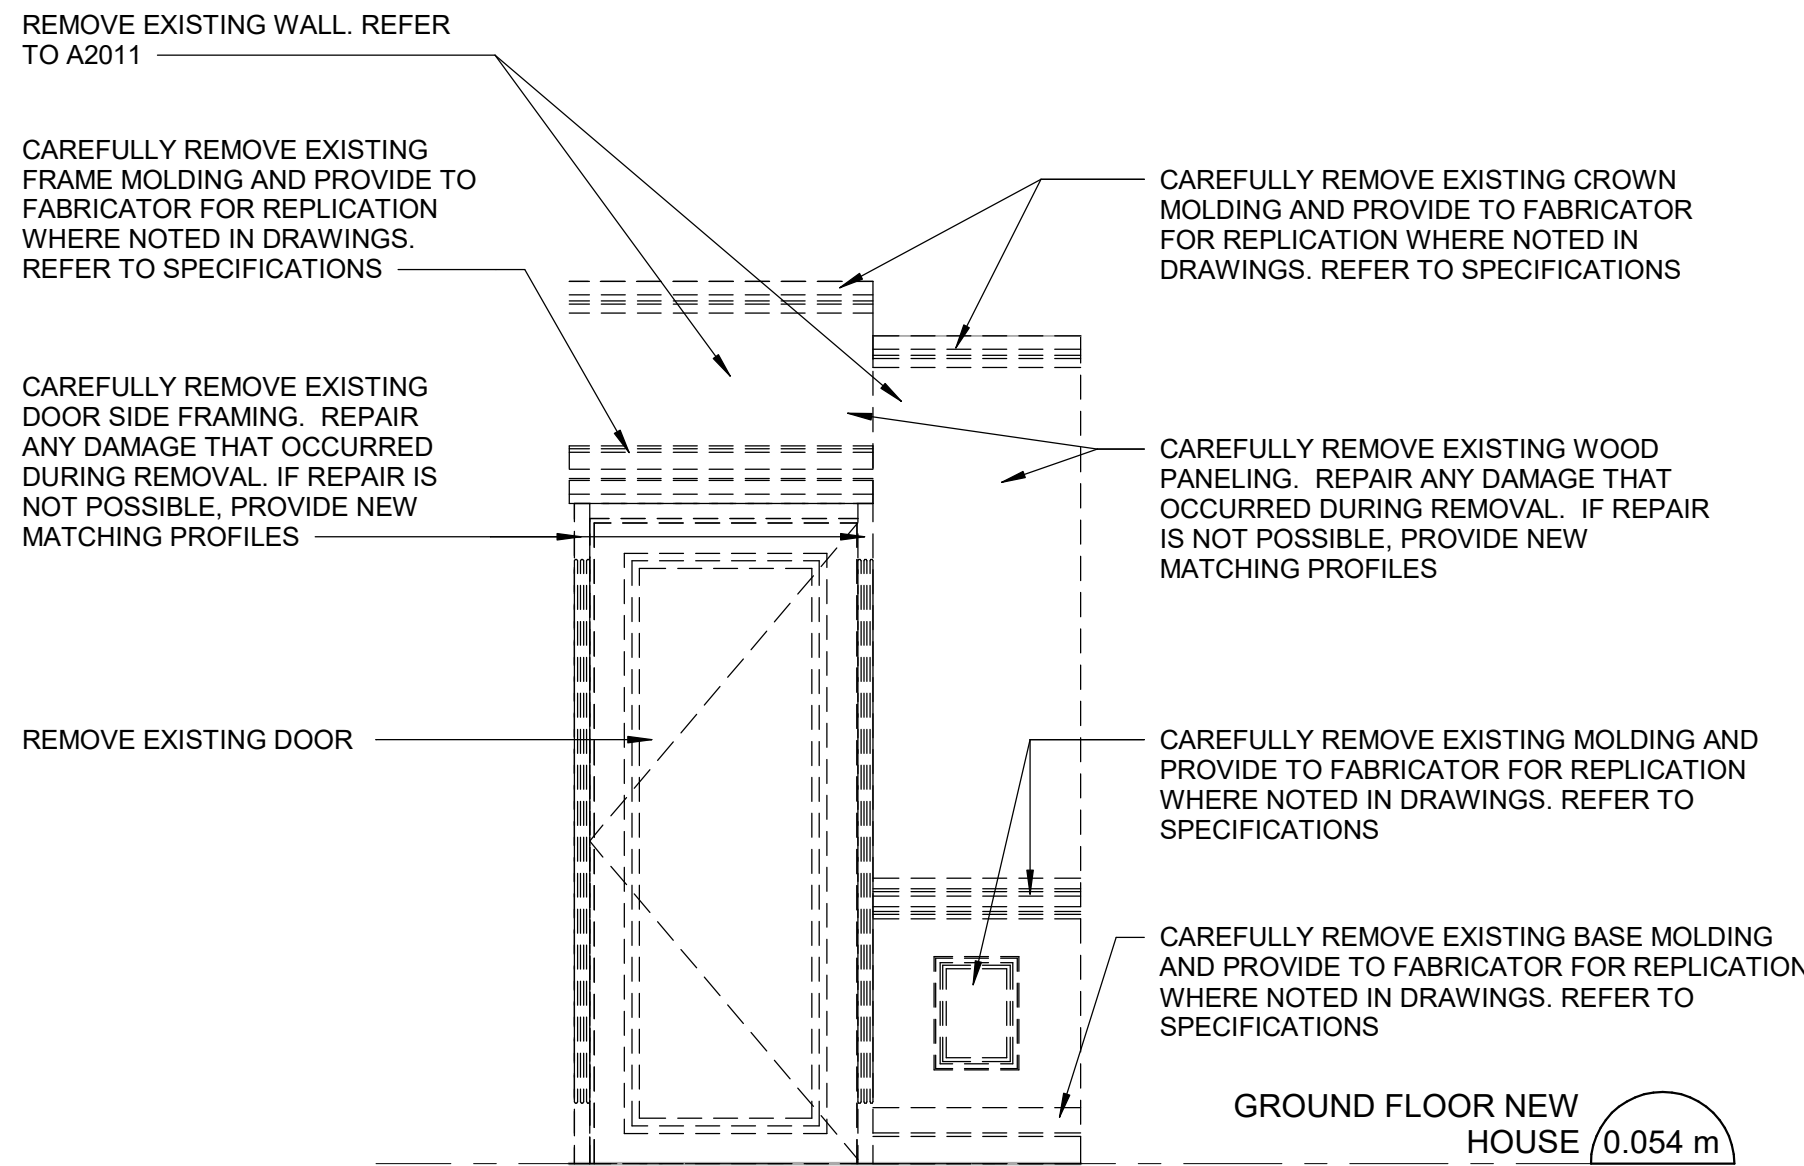 REMOVE EXISTING WALL. REFER
TO A2011
CAREFULLY REMOVE EXISTING
FRAME MOLDING AND PROVIDE TO
FABRICATOR FOR REPLICATION
WHERE NOTED IN DRAWINGS.
REFER TO SPECIFICATIONS
CAREFULLY REMOVE EXISTING
DOOR SIDE FRAMING. REPAIR
ANY DAMAGE THAT OCCURRED
DURING REMOVAL. IF REPAIR IS
NOT POSSIBLE, PROVIDE NEW
MATCHING PROFILES
REMOVE EXISTING DOOR
CAREFULLY REMOVE EXISTING CROWN
MOLDING AND PROVIDE TO FABRICATOR
FOR REPLICATION WHERE NOTED IN
DRAWINGS. REFER TO SPECIFICATIONS
CAREFULLY REMOVE EXISTING WOOD
PANELING. REPAIR ANY DAMAGE THAT
OCCURRED DURING REMOVAL. IF REPAIR
IS NOT POSSIBLE, PROVIDE NEW
MATCHING PROFILES
CAREFULLY REMOVE EXISTING MOLDING AND
PROVIDE TO FABRICATOR FOR REPLICATION
WHERE NOTED IN DRAWINGS. REFER TO
SPECIFICATIONS
CAREFULLY REMOVE EXISTING BASE MOLDING
AND PROVIDE TO FABRICATOR FOR REPLICATION
WHERE NOTED IN DRAWINGS. REFER TO
SPECIFICATIONS
GROUND FLOOR NEW
HOUSE
0.054 m